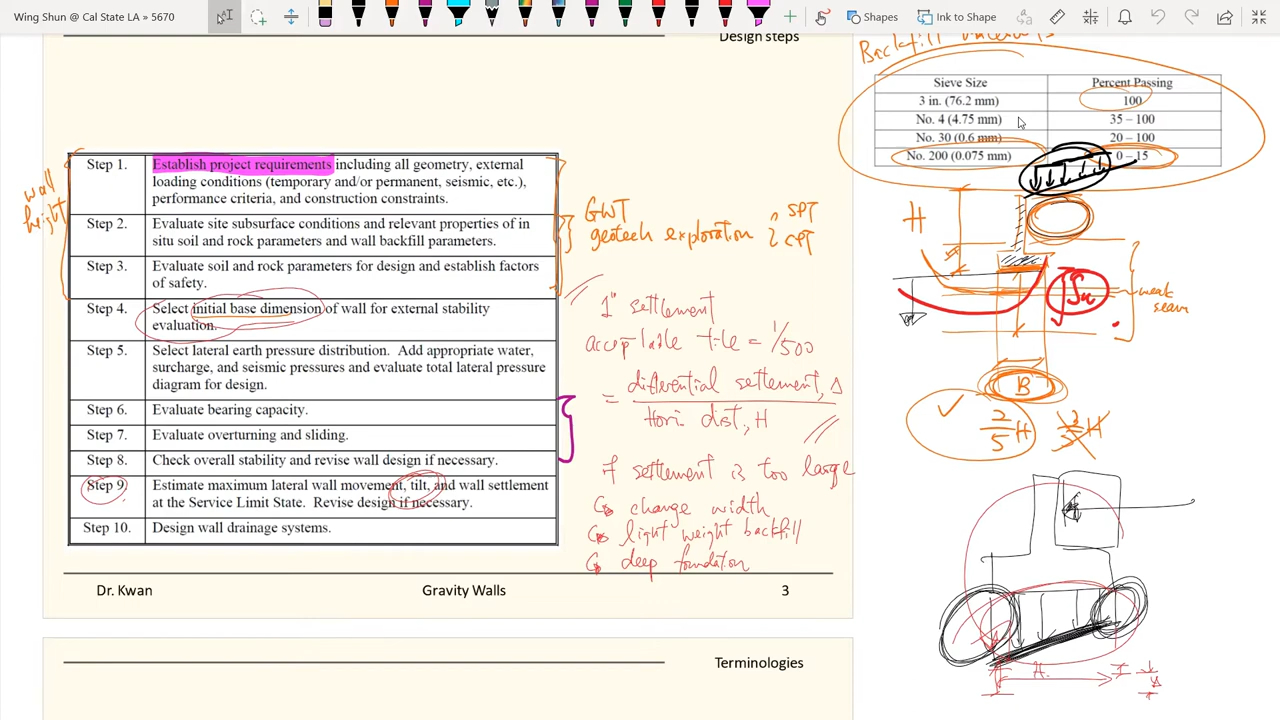 Wing Shun @ Cal State LA » 5670
Shapes
Ink to Shape
Design steps
Step 1. Establish project requirements including all geometry, external
loading conditions (temporary and/or permanent, seismic, etc.),
performance criteria, and construction constraints.
Step 2. Evaluate site subsurface conditions and relevant properties of in
situ soil and rock parameters and wall backfill parameters.
Step 3. Evaluate soil and rock parameters for design and establish factors
of safety.
Step 4. Select initial base dimension of wall for external stability
evaluation.
Step 5. Select lateral earth pressure distribution. Add appropriate water,
surcharge, and seismic pressures and evaluate total lateral pressure
diagram for design.
Step 6. Evaluate bearing capacity.
Step 7. Evaluate overturning and sliding.
Step 8. Check overall stability and revise wall design if necessary.
Step 9. Estimate maximum lateral wall movement, tilt, and wall settlement
at the Service Limit State. Revise design if necessary.
Step 10. Design wall drainage systems.
Dr. Kwan
Gravity Walls
3
Terminologies
wall
height
GWT
geotech exploration
SPT
CPT
1" settlement
acceptable tilt = 1/500
= differential settlement, Δ
Hori. dist, H
if settlement is too large
change width
light weight backfill
deep foundation
Sieve Size Percent Passing
3 in. (76.2 mm) 100
No. 4 (4.75 mm) 35 – 100
No. 30 (0.6 mm) 20 – 100
No. 200 (0.075 mm) 0 – 15
H
Su
weak
seam
B
2/5 H
H